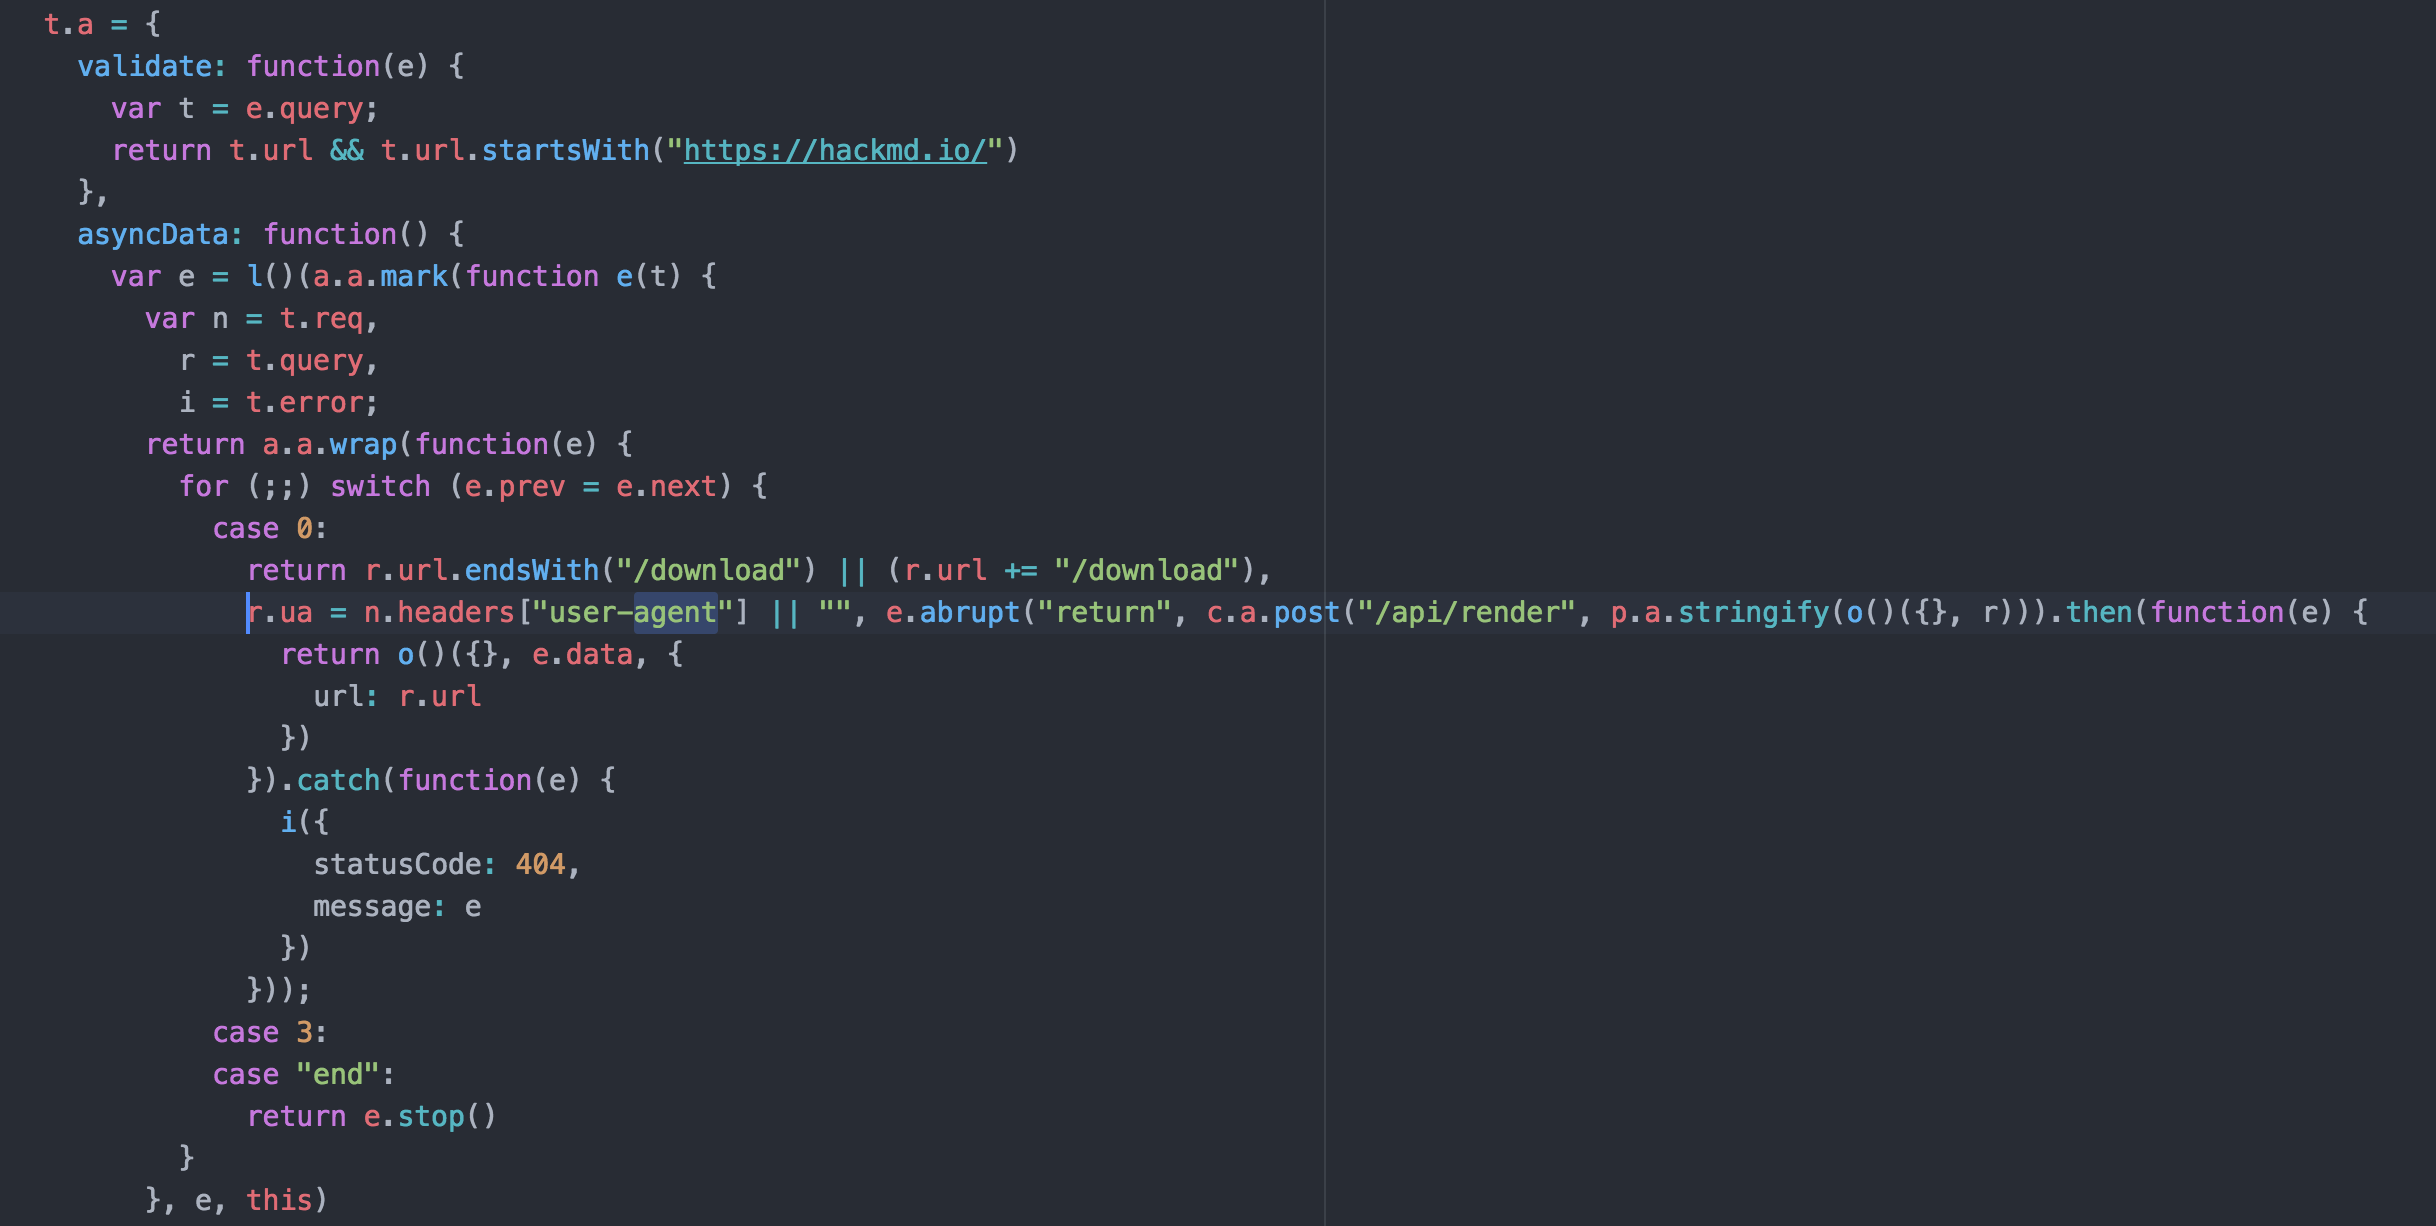 t.a = {
validate: function(e) {
var t = e.query;
return t.url && t.url.startsWith("https://hackmd.io/")
},
asyncData: function() {
var e = l()(a.a.mark(function e(t) {
var n = t.req,
r = t.query,
i = t.error;
return a.a.wrap(function(e) {
for (;;) switch (e.prev = e.next) {
case 0:
return r.url.endsWith("/download") || (r.url += "/download"),
r.ua = n.headers["user-agent"] || "", e.abrupt("return", c.a.post("/api/render", p.a.stringify(o()({}, r))).then(function(e) {
return o()({}, e.data, {
url: r.url
})
}).catch(function(e) {
i({
statusCode: 404,
message: e
})
}));
case 3:
case "end":
return e.stop()
}
}, e, this)